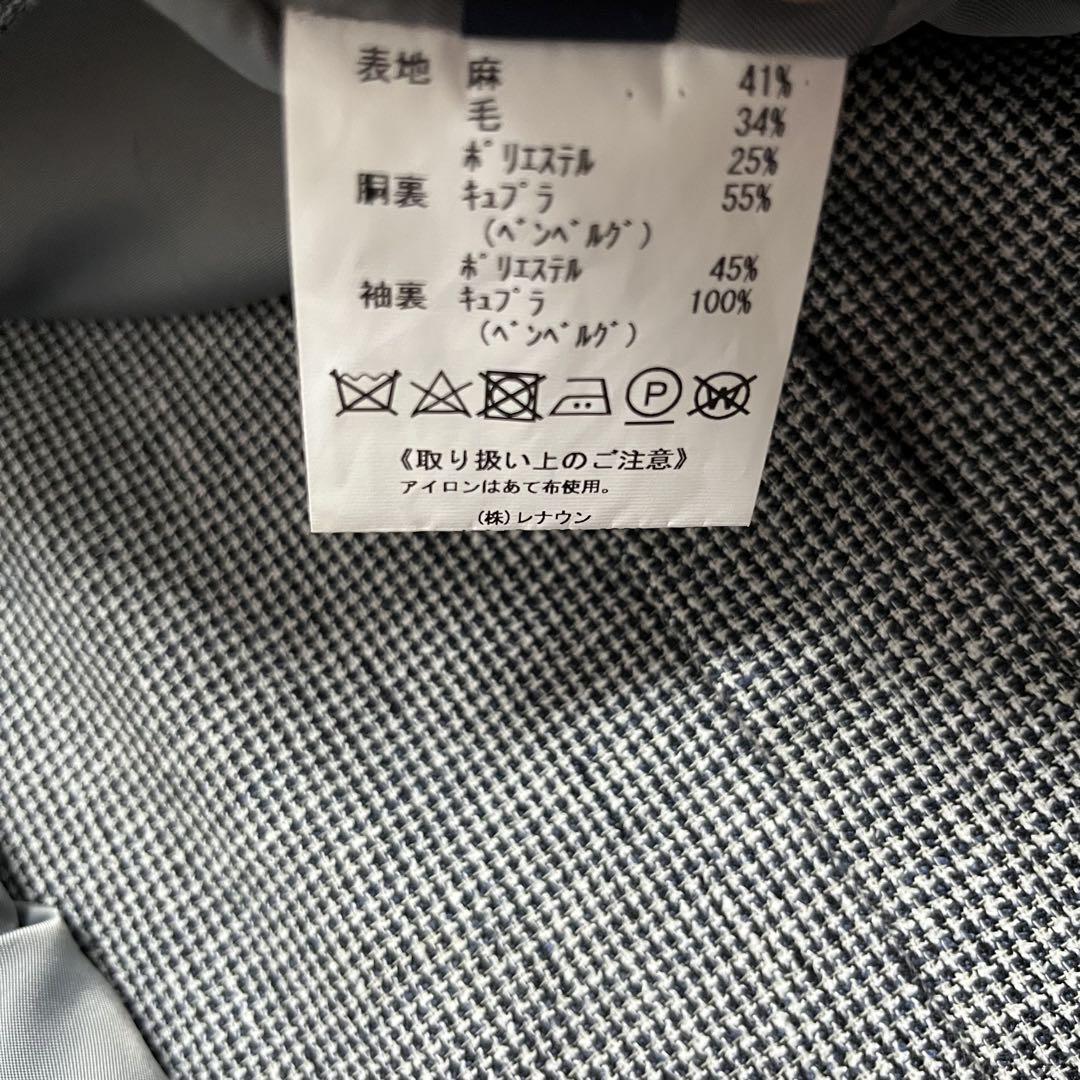 表地 麻 41%
毛 34%
ポリエステル 25%
胴裏 キュプラ 55%
(ベンベルグ)
ポリエステル 45%
袖裏 キュプラ 100%
(ベンベルグ)
P W
《取り扱い上のご注意》
アイロンはあて布使用。
(株)レナウン